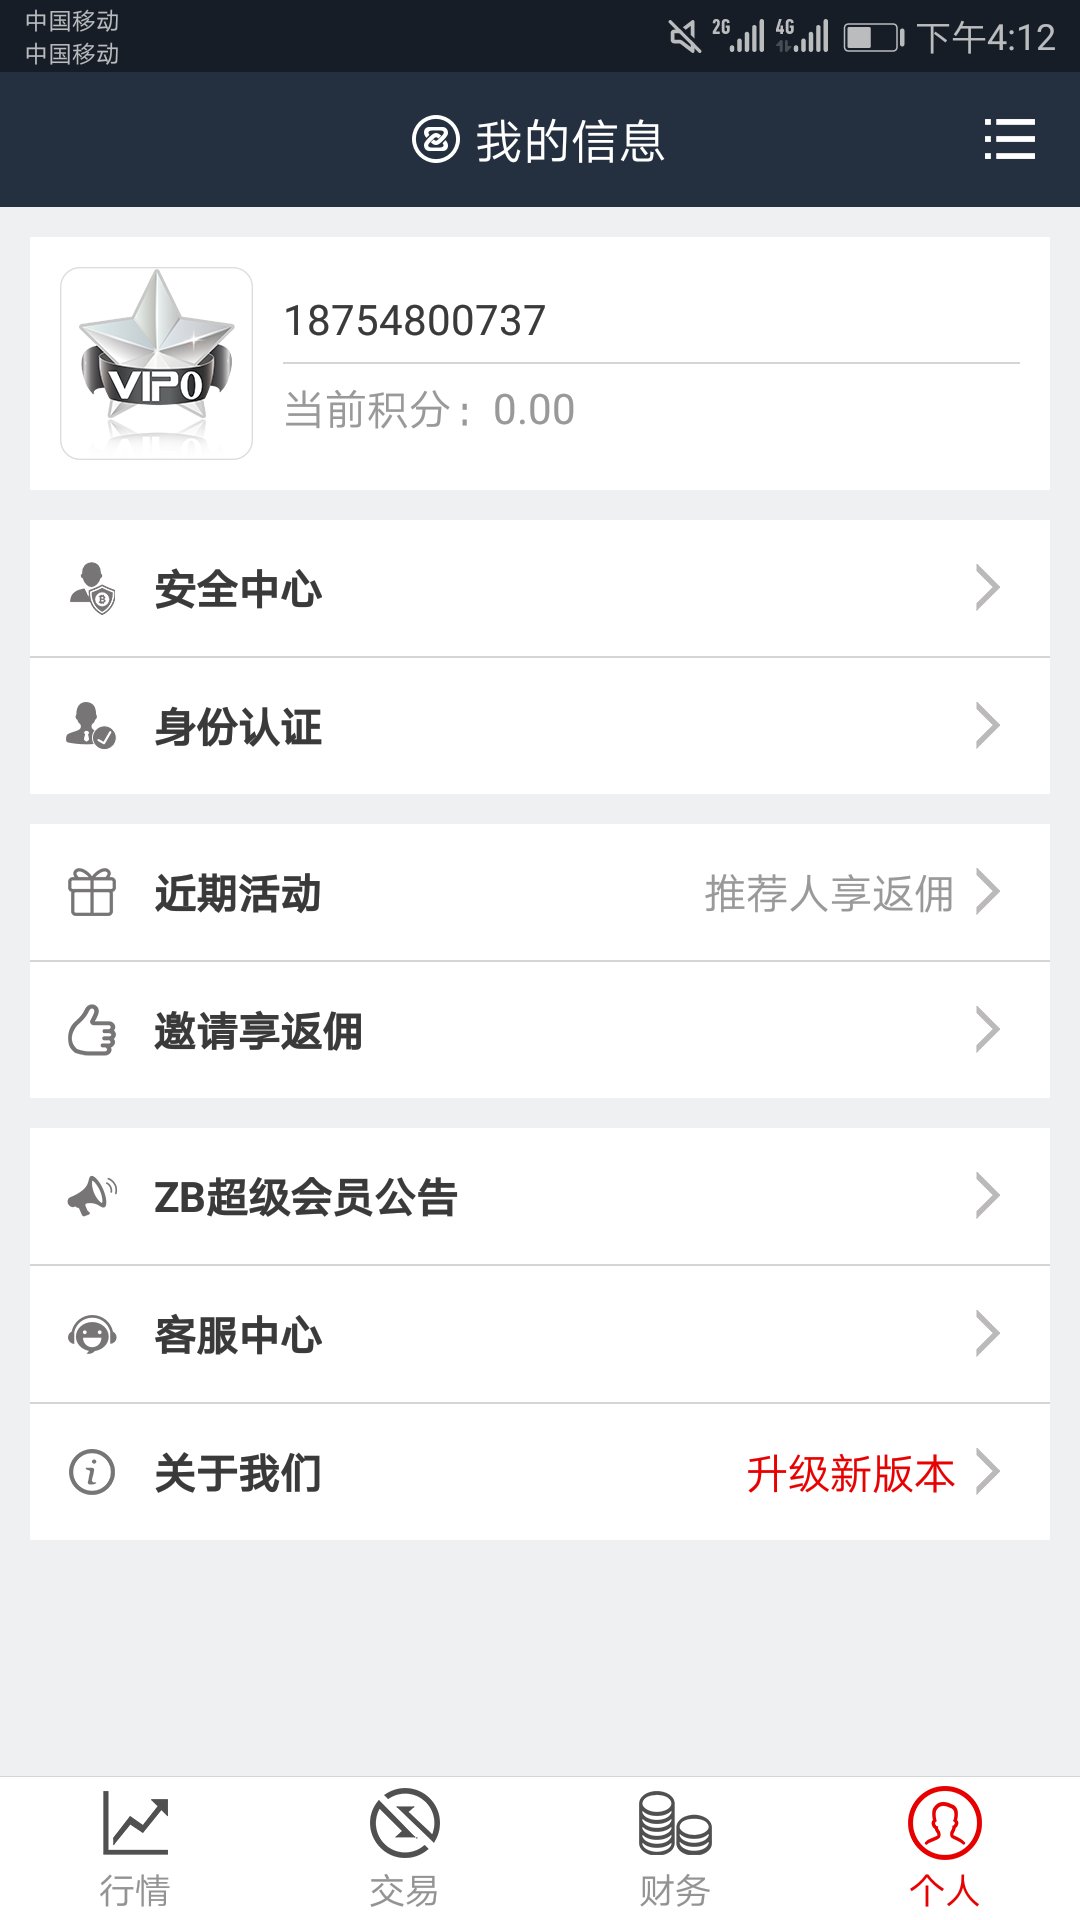 中国移动
中国移动
2G
4G
下午4:12
我的信息
VIP0
18754800737
当前积分：0.00
安全中心
身份认证
近期活动
推荐人享返佣
邀请享返佣
ZB超级会员公告
客服中心
关于我们
升级新版本
行情
交易
财务
个人